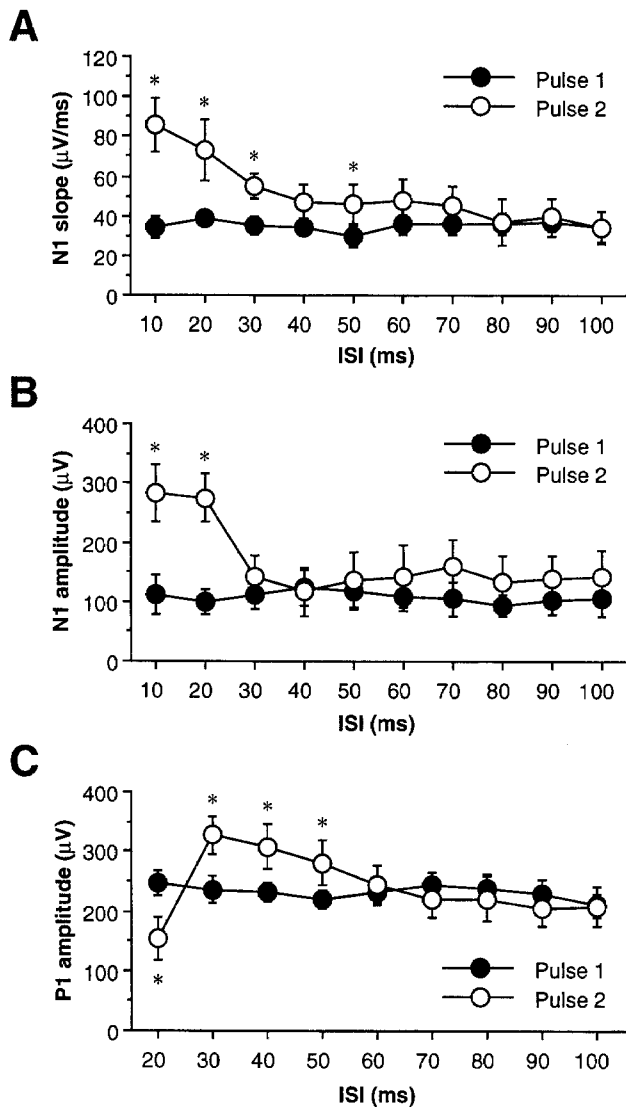 A
N1 slope (μV/ms)
120
100
80
60
40
20
0
* * * *
Pulse 1
Pulse 2
10 20 30 40 50 60 70 80 90 100
ISI (ms)
B
N1 amplitude (μV)
400
300
200
100
0
* *
Pulse 1
Pulse 2
10 20 30 40 50 60 70 80 90 100
ISI (ms)
C
P1 amplitude (μV)
400
300
200
100
0
* * * *
Pulse 1
Pulse 2
20 30 40 50 60 70 80 90 100
ISI (ms)